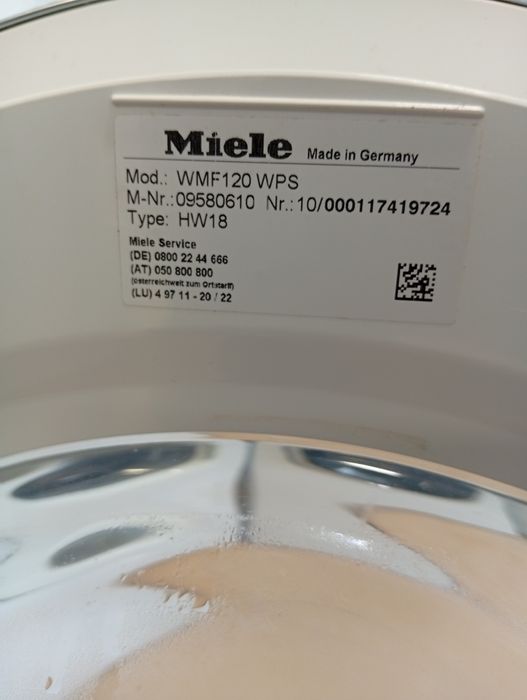 Miele Made in Germany
Mod.: WMF120 WPS
M-Nr.:09580610 Nr.:10/000117419724
Type: HW18
Miele Service
(DE) 0800 22 44 666
(AT) 050 800 800
(österreichweit zum Ortstarif)
(LU) 4 97 11 - 20 / 22